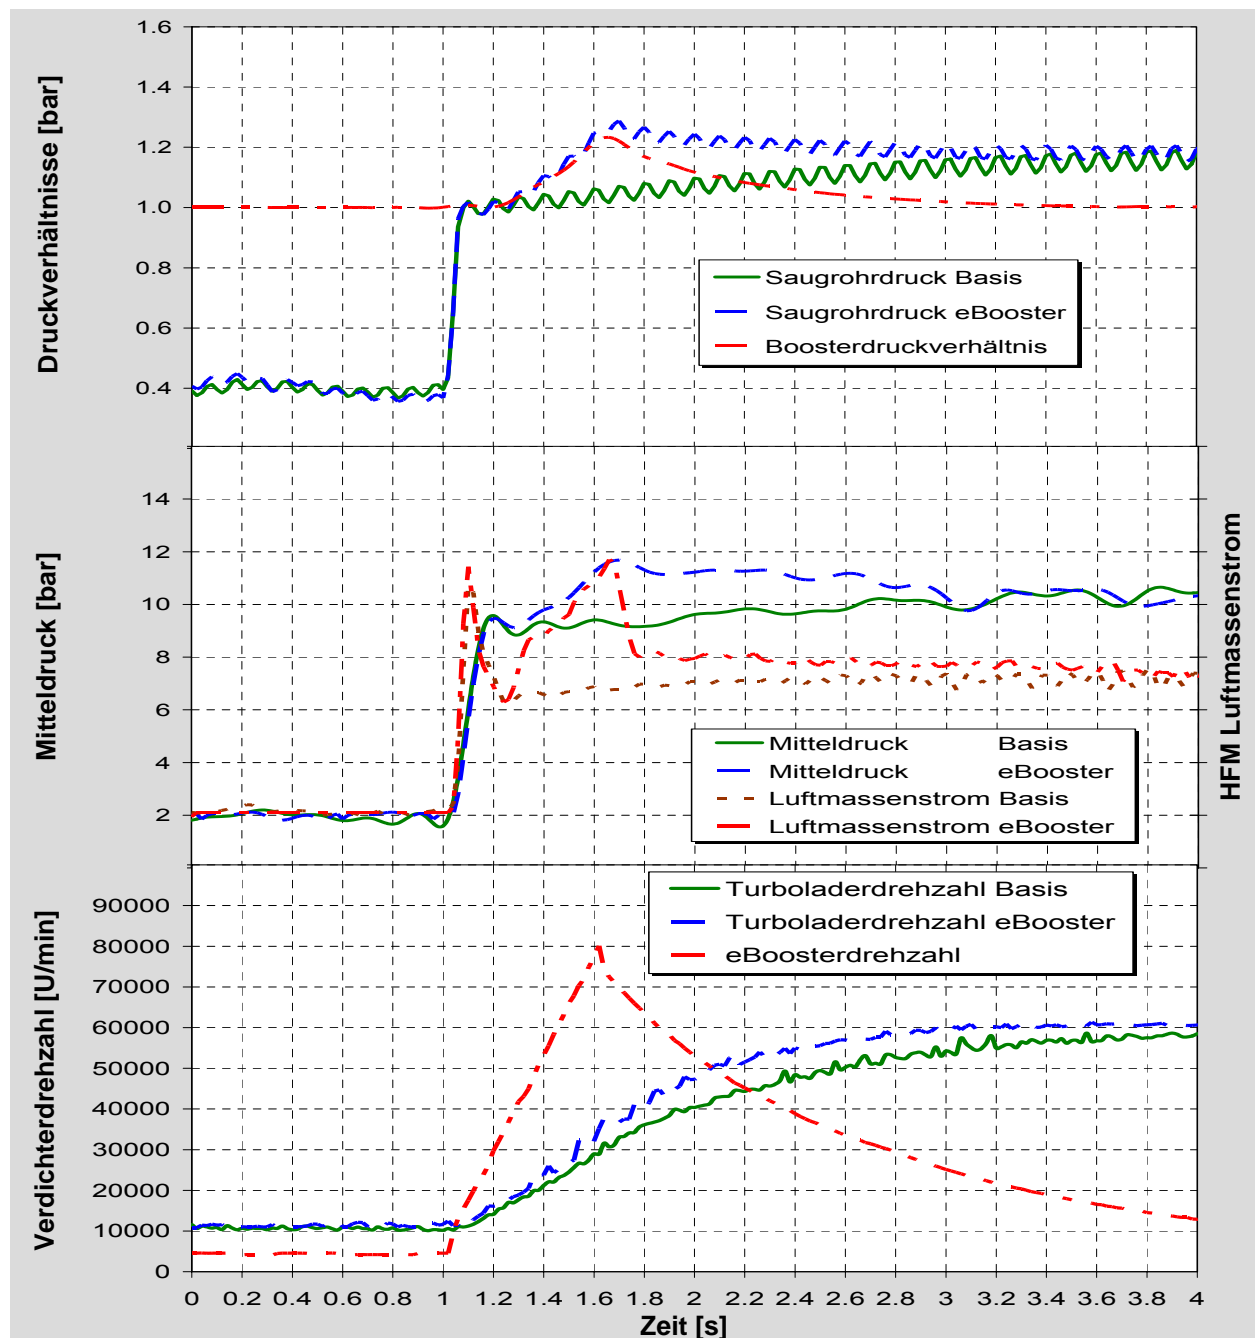 Druckverhältnisse [bar]
1.6
1.4
1.2
1.0
0.8
0.6
0.4
Saugrohrdruck Basis
Saugrohrdruck eBooster
Boosterdruckverhältnis
Mitteldruck [bar]
14
12
10
8
6
4
2
HFM Luftmassenstrom
Mitteldruck Basis
Mitteldruck eBooster
Luftmassenstrom Basis
Luftmassenstrom eBooster
Verdichterdrehzahl [U/min]
90000
80000
70000
60000
50000
40000
30000
20000
10000
0
Turboladerdrehzahl Basis
Turboladerdrehzahl eBooster
eBoosterdrehzahl
0 0.2 0.4 0.6 0.8 1 1.2 1.4 1.6 1.8 2 2.2 2.4 2.6 2.8 3 3.2 3.4 3.6 3.8 4
Zeit [s]